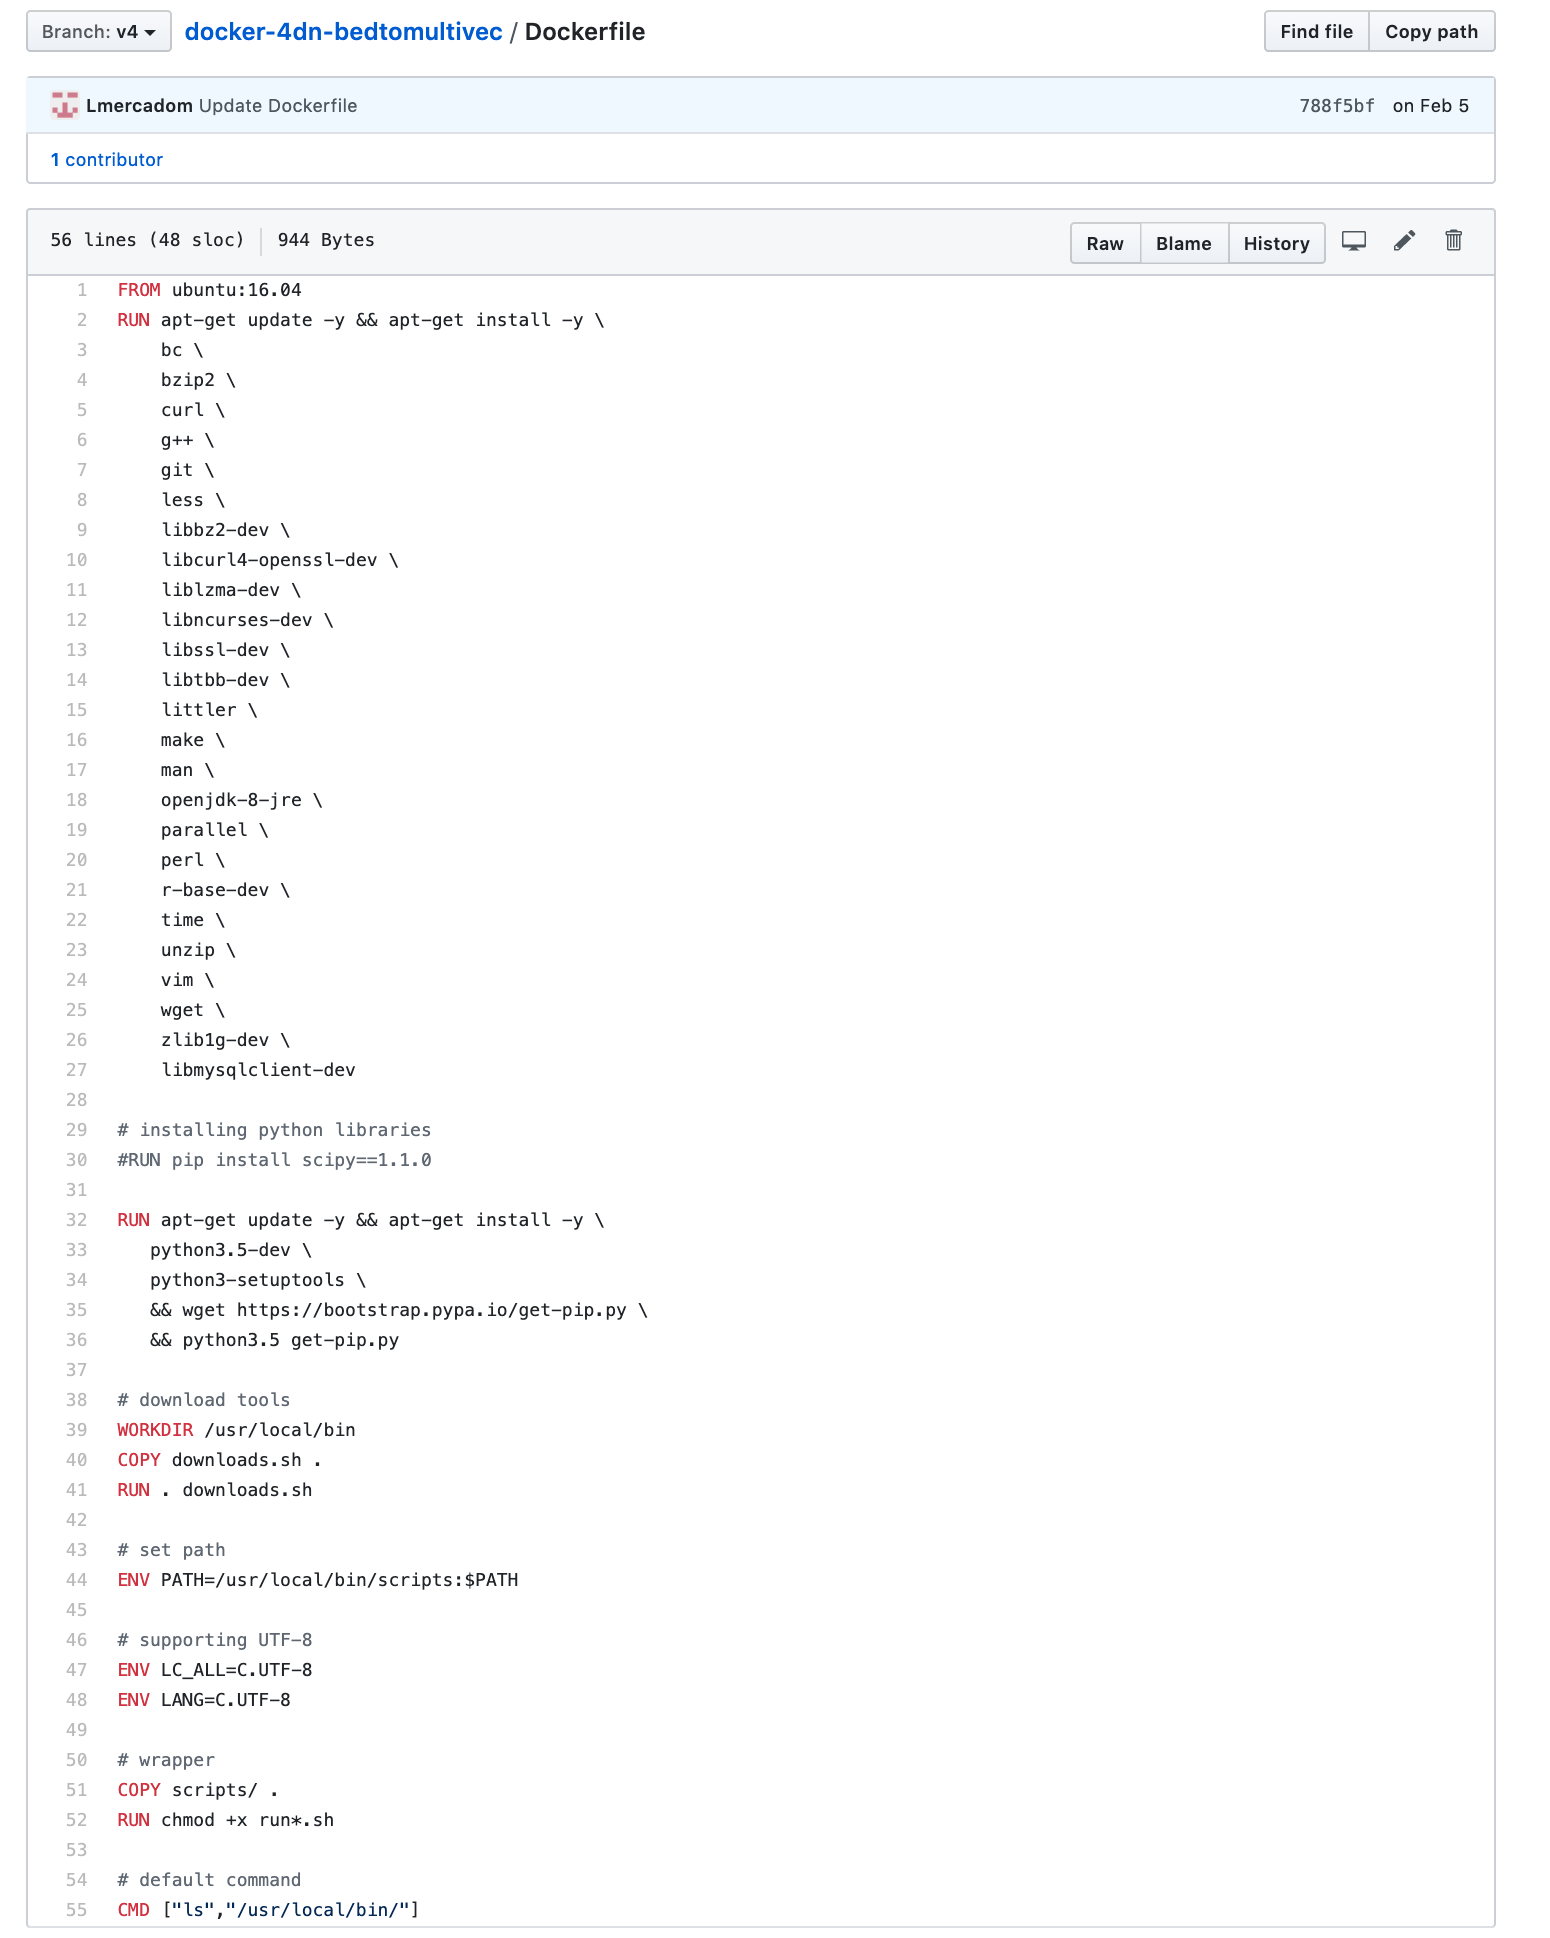 Branch: v4 docker-4dn-bedtomultivec / Dockerfile Find file Copy path
Lmercadom Update Dockerfile 788f5bf on Feb 5
1 contributor
56 lines (48 sloc) 944 Bytes Raw Blame History
1 FROM ubuntu:16.04
2 RUN apt-get update -y && apt-get install -y \
3     bc \
4     bzip2 \
5     curl \
6     g++ \
7     git \
8     less \
9     libbz2-dev \
10     libcurl4-openssl-dev \
11     liblzma-dev \
12     libncurses-dev \
13     libssl-dev \
14     libtbb-dev \
15     littler \
16     make \
17     man \
18     openjdk-8-jre \
19     parallel \
20     perl \
21     r-base-dev \
22     time \
23     unzip \
24     vim \
25     wget \
26     zlib1g-dev \
27     libmysqlclient-dev
28
29 # installing python libraries
30 #RUN pip install scipy==1.1.0
31
32 RUN apt-get update -y && apt-get install -y \
33    python3.5-dev \
34    python3-setuptools \
35    && wget https://bootstrap.pypa.io/get-pip.py \
36    && python3.5 get-pip.py
37
38 # download tools
39 WORKDIR /usr/local/bin
40 COPY downloads.sh .
41 RUN . downloads.sh
42
43 # set path
44 ENV PATH=/usr/local/bin/scripts:$PATH
45
46 # supporting UTF-8
47 ENV LC_ALL=C.UTF-8
48 ENV LANG=C.UTF-8
49
50 # wrapper
51 COPY scripts/ .
52 RUN chmod +x run*.sh
53
54 # default command
55 CMD ["ls","/usr/local/bin/"]